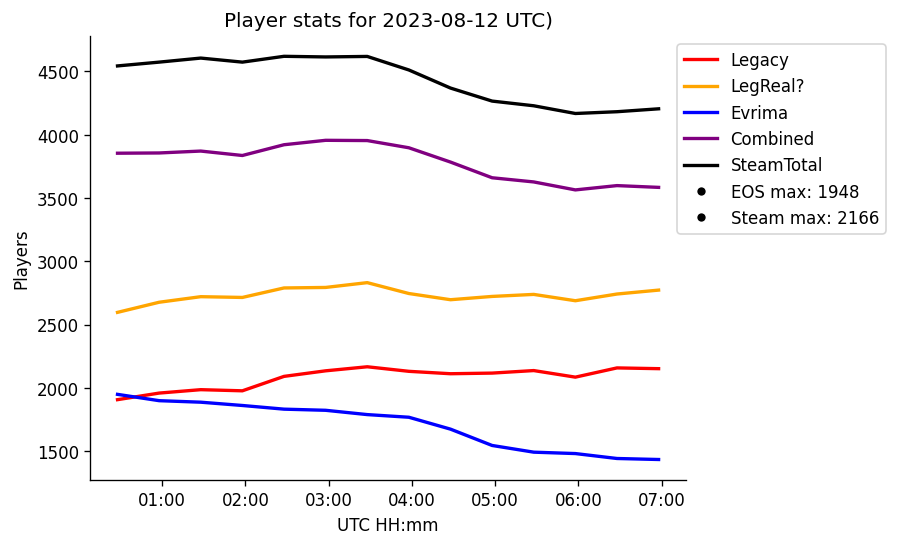 Player stats for 2023-08-12 UTC)
Legacy
LegReal?
Evrima
Combined
SteamTotal
EOS max: 1948
Steam max: 2166
Players
4500
4000
3500
3000
2500
2000
1500
01:00 02:00 03:00 04:00 05:00 06:00 07:00
UTC HH:mm